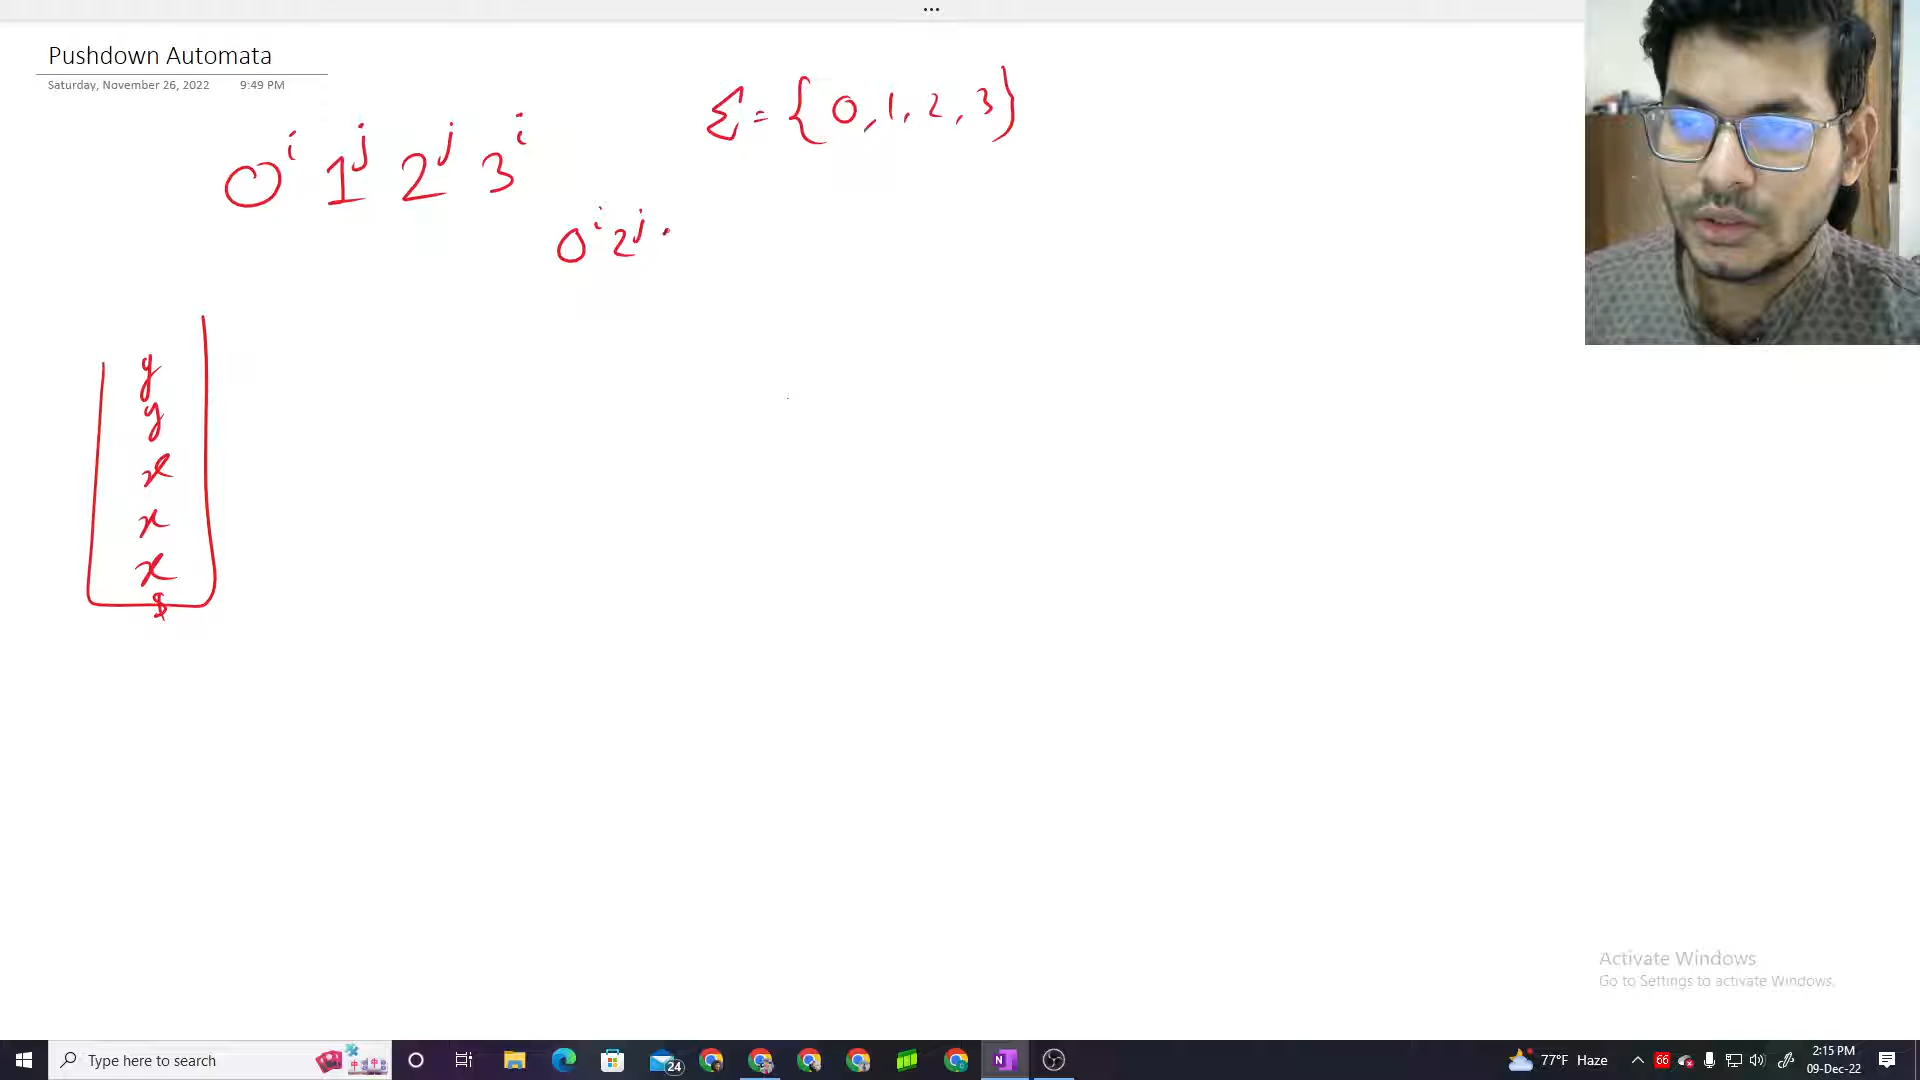 ...
Pushdown Automata
Saturday, November 26, 2022 9:49 PM
Σ = {0, 1, 2, 3}
0^i 1^j 2^j 3^i
0^i 2^j .
y
y
x
x
x
$
Activate Windows
Go to Settings to activate Windows.
Type here to search
24
N
77°F Haze
66
2:15 PM
09-Dec-22